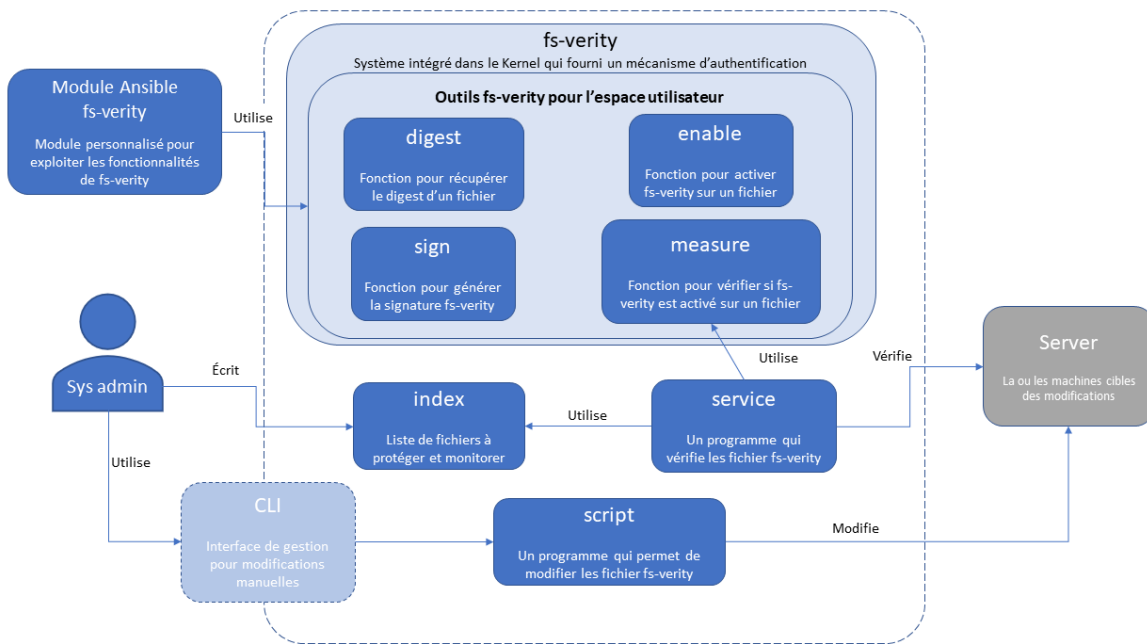 fs-verity
Système intégré dans le Kernel qui fourni un mécanisme d'authentification
Outils fs-verity pour l'espace utilisateur
Module Ansible
fs-verity
Module personnalisé pour
exploiter les fonctionnalités
de fs-verity
Utilise
digest
Fonction pour récupérer
le digest d'un fichier
enable
Fonction pour activer
fs-verity sur un fichier
sign
Fonction pour générer
la signature fs-verity
measure
Fonction pour vérifier si fs-
verity est activé sur un fichier
Utilise
Vérifie
Server
La ou les machines cibles
des modifications
Sys admin
Écrit
index
Liste de fichiers à
protéger et monitorer
Utilise
service
Un programme qui
vérifie les fichier fs-verity
Utilise
CLI
Interface de gestion
pour modifications
manuelles
script
Un programme qui permet de
modifier les fichier fs-verity
Modifie